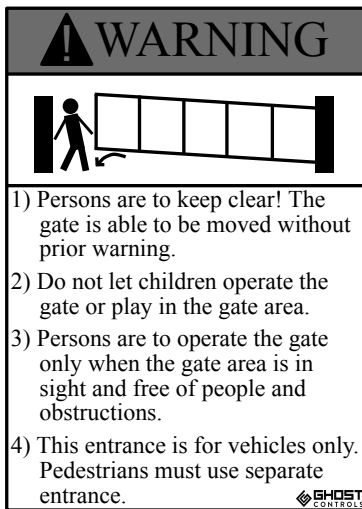 WARNING
1) Persons are to keep clear! The
gate is able to be moved without
prior warning.
2) Do not let children operate the
gate or play in the gate area.
3) Persons are to operate the gate
only when the gate area is in
sight and free of people and
obstructions.
4) This entrance is for vehicles only.
Pedestrians must use separate
entrance.
GHOST
CONTROLS